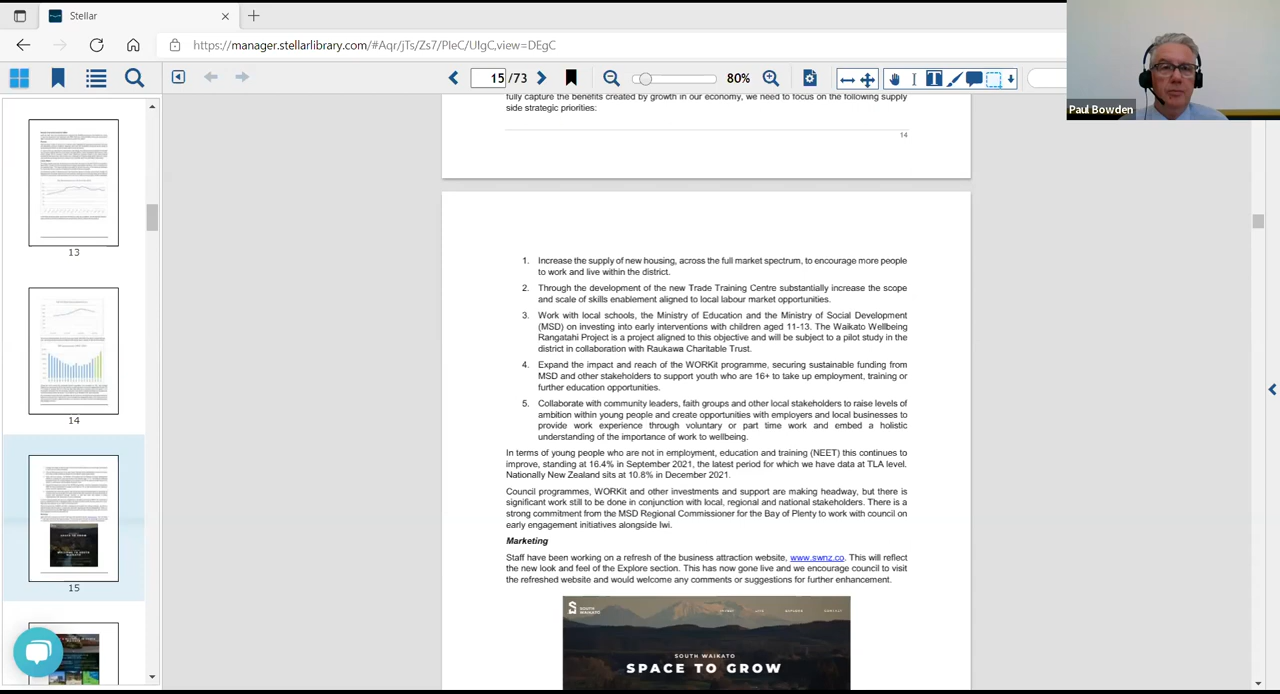 Stellar
https://manager.stellarlibrary.com/#Aqr/jTs/Zs7/PIeC/UIgC,view=DEgC
15 /73
80%
Paul Bowden
fully capture the benefits created by growth in our economy, we need to focus on the following supply
side strategic priorities:
14
13
14
15
1. Increase the supply of new housing, across the full market spectrum, to encourage more people
to work and live within the district.
2. Through the development of the new Trade Training Centre substantially increase the scope
and scale of skills enablement aligned to local labour market opportunities.
3. Work with local schools, the Ministry of Education and the Ministry of Social Development
(MSD) on investing into early interventions with children aged 11-13. The Waikato Wellbeing
Rangatahi Project is a project aligned to this objective and will be subject to a pilot study in the
district in collaboration with Raukawa Charitable Trust.
4. Expand the impact and reach of the WORKit programme, securing sustainable funding from
MSD and other stakeholders to support youth who are 16+ to take up employment, training or
further education opportunities.
5. Collaborate with community leaders, faith groups and other local stakeholders to raise levels of
ambition within young people and create opportunities with employers and local businesses to
provide work experience through voluntary or part time work and embed a holistic
understanding of the importance of work to wellbeing.
In terms of young people who are not in employment, education and training (NEET) this continues to
improve, standing at 16.4% in September 2021, the latest period for which we have data at TLA level.
Nationally New Zealand sits at 10.8% in December 2021.
Council programmes, WORKit and other investments and support are making headway, but there is
significant work still to be done in conjunction with local, regional and national stakeholders. There is a
strong commitment from the MSD Regional Commissioner for the Bay of Plenty to work with council on
early engagement initiatives alongside Iwi.
Marketing
Staff have been working on a refresh of the business attraction website, www.swnz.co. This will reflect
the new look and feel of the Explore section. This has now gone live and we encourage council to visit
the refreshed website and would welcome any comments or suggestions for further enhancement.
SOUTH
WAIKATO
CONTACT
SOUTH WAIKATO
SPACE TO GROW